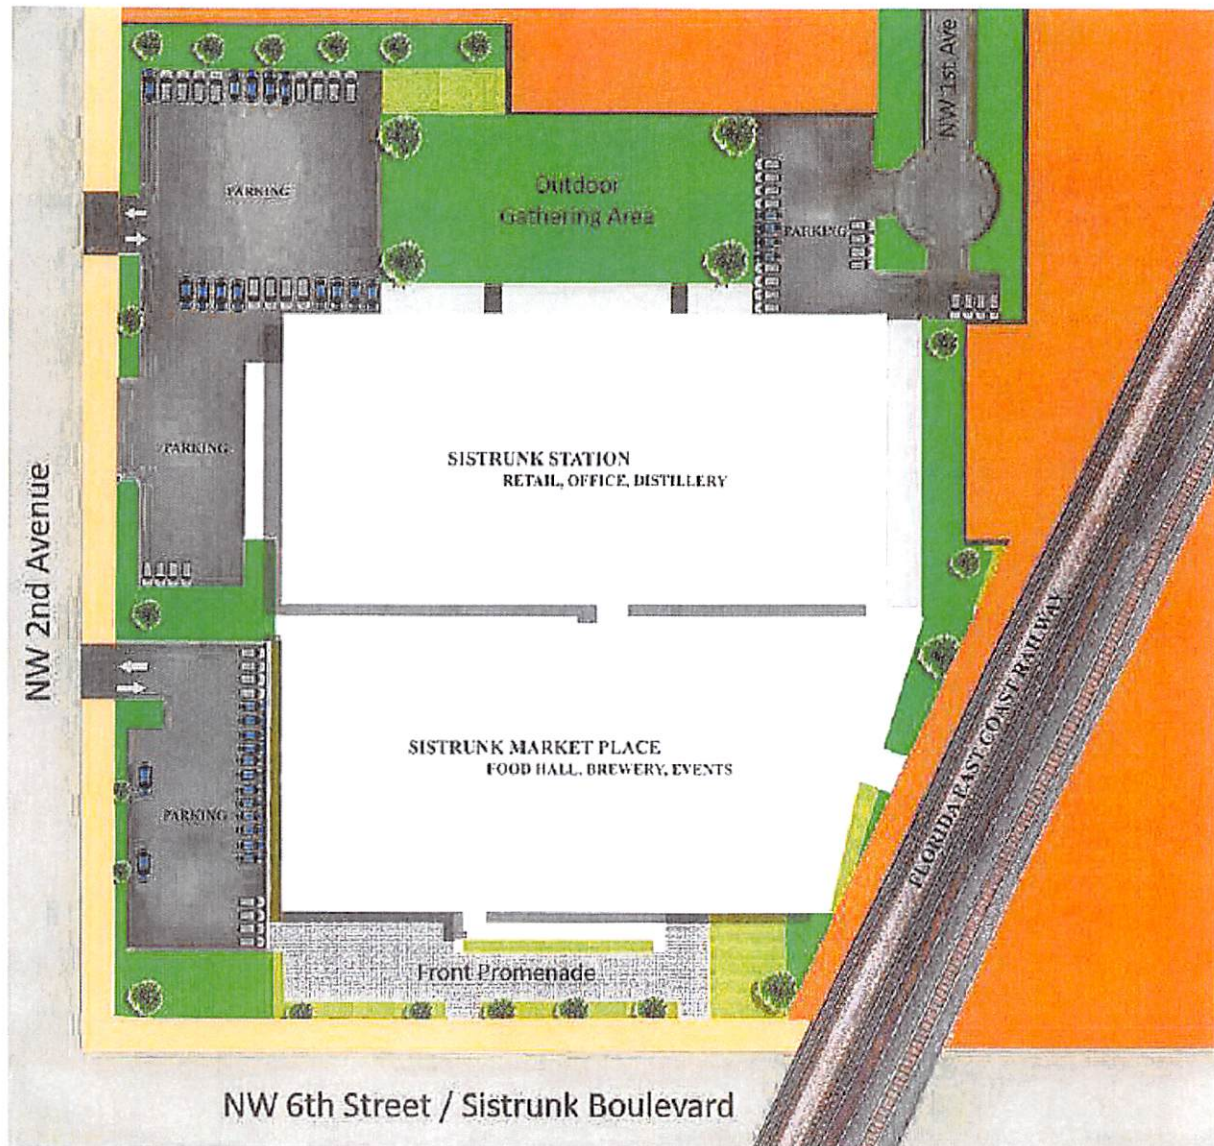 NW 1st Ave
PARKING
Outdoor
Gathering Area
PARKING
PARKING
SISTRUNK STATION
RETAIL, OFFICE, DISTILLERY
NW 2nd Avenue
FLORIDA EAST COAST RAILWAY
SISTRUNK MARKET PLACE
FOOD HALL, BREWERY, EVENTS
PARKING
Front Promenade
NW 6th Street / Sistrunk Boulevard